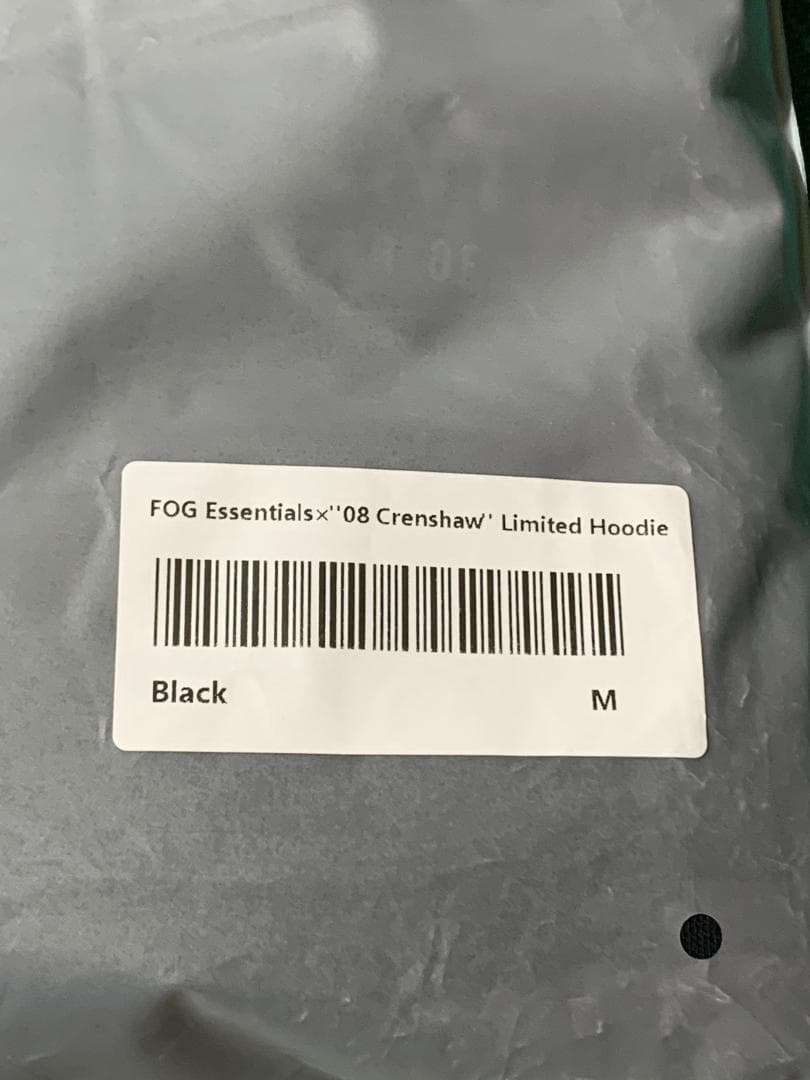 FOG Essentials×''08 Crenshaw'' Limited Hoodie
Black M